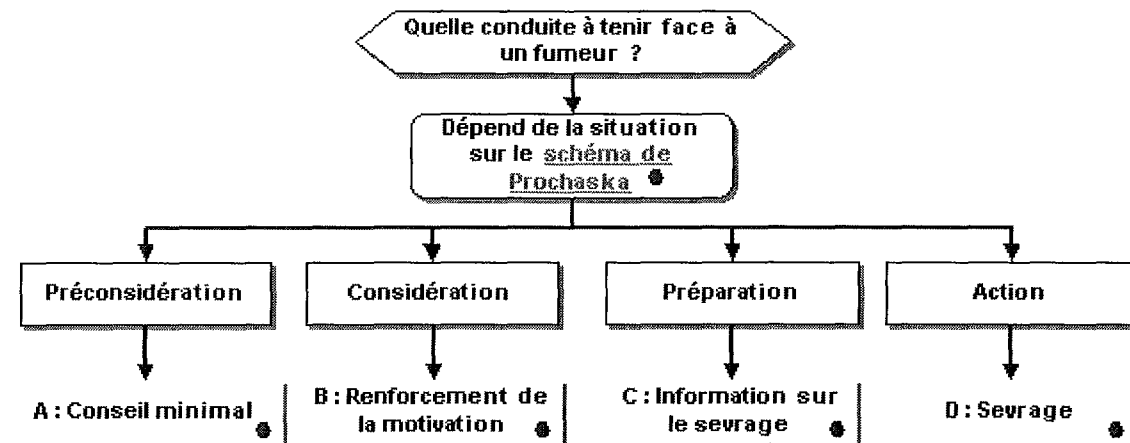 Quelle conduite à tenir face à
un fumeur ?
Dépend de la situation
sur le schéma de
Prochaska
Préconsidération
Considération
Préparation
Action
A : Conseil minimal
B : Renforcement de
la motivation
C : Information sur
le sevrage
D : Sevrage